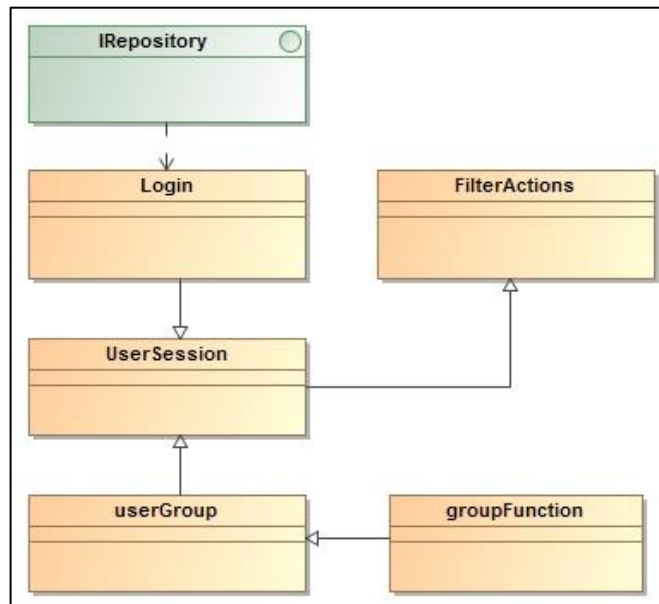 IRepository
Login
FilterActions
UserSession
userGroup
groupFunction